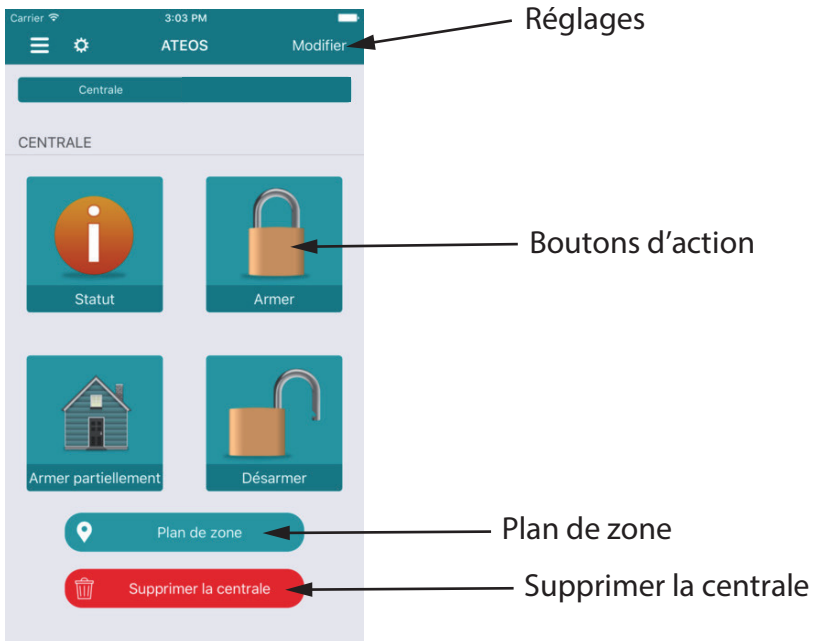 Carrier 3:03 PM
ATEOS Modifier
Réglages
Centrale
CENTRALE
Statut
Armer
Boutons d’action
Armer partiellement
Désarmer
Plan de zone
Plan de zone
Supprimer la centrale
Supprimer la centrale